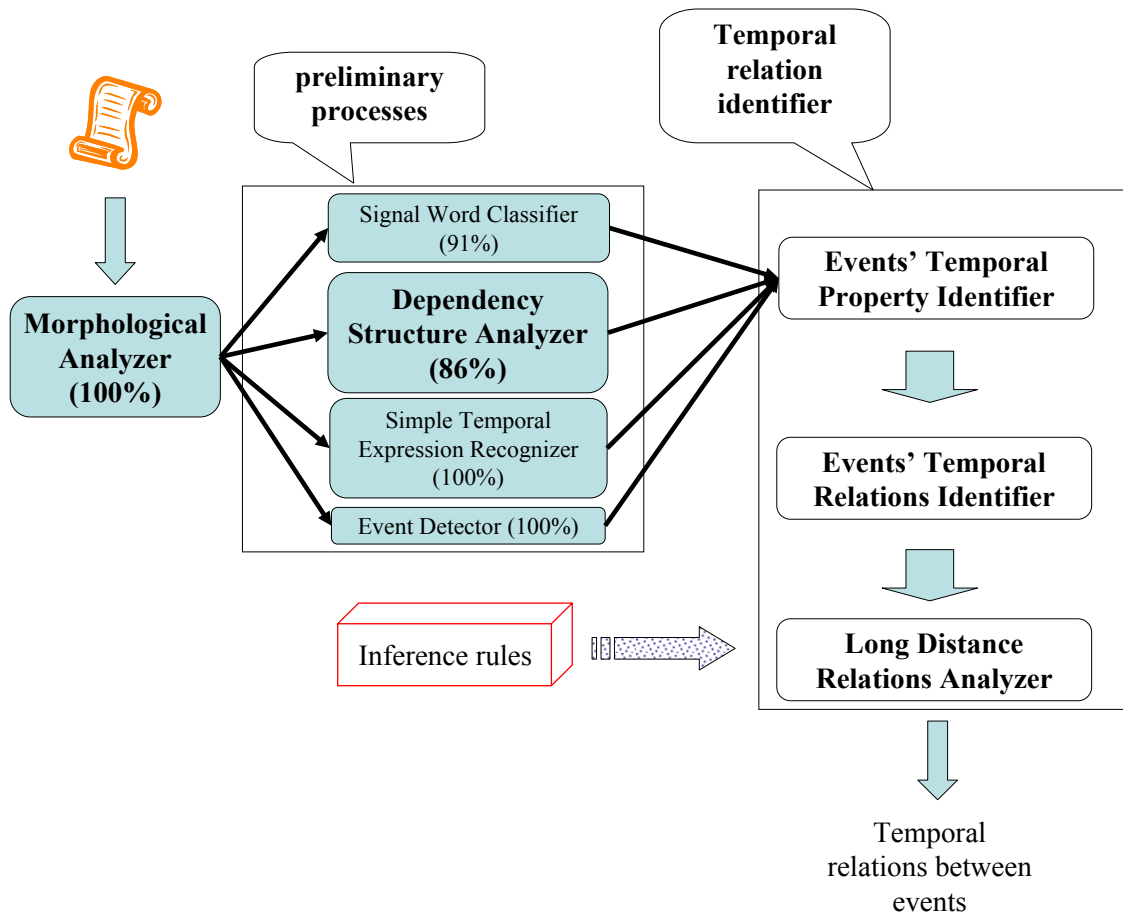 preliminary
processes
Temporal
relation
identifier
Morphological
Analyzer
(100%)
Signal Word Classifier
(91%)
Dependency
Structure Analyzer
(86%)
Simple Temporal
Expression Recognizer
(100%)
Event Detector (100%)
Events’ Temporal
Property Identifier
Events’ Temporal
Relations Identifier
Inference rules
Long Distance
Relations Analyzer
Temporal
relations between
events